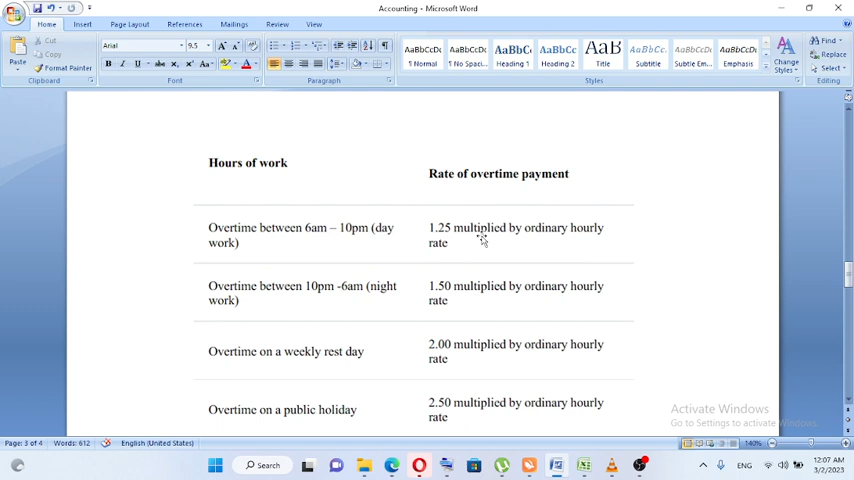 Accounting - Microsoft Word
Home Insert Page Layout References Mailings Review View
Cut
Copy
Paste
Format Painter
Clipboard
Arial 9.5
Font
Paragraph
AaBbCcDc AaBbCcDc AaBbCc AaBbCc AaB AaBbCc. AaBbCcDc AaBbCcDc
¶ Normal ¶ No Spaci... Heading 1 Heading 2 Title Subtitle Subtle Em... Emphasis
Change
Styles
Styles
Find
Replace
Select
Editing
Hours of work
Rate of overtime payment
Overtime between 6am – 10pm (day
work)
1.25 multiplied by ordinary hourly
rate
Overtime between 10pm -6am (night
work)
1.50 multiplied by ordinary hourly
rate
Overtime on a weekly rest day
2.00 multiplied by ordinary hourly
rate
Overtime on a public holiday
2.50 multiplied by ordinary hourly
rate
Activate Windows
Go to Settings to activate Windows.
Page: 3 of 4 Words: 612 English (United States) 140%
Search
ENG
12:07 AM
3/2/2023